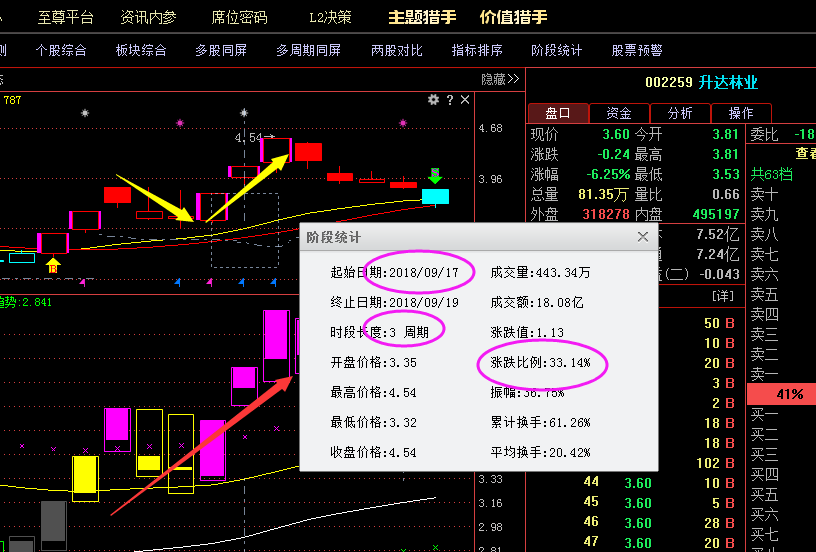 至尊平台 资讯内参 席位密码 L2决策 主题猎手 价值猎手
个股综合 板块综合 多股同屏 多周期同屏 两股对比 指标排序 阶段统计 股票预警
隐藏>>
787
? ×
4.54
4.68
3.96
B
S
趋势:2.841
3.33
3.16
2.98
2.81
002259 升达林业
盘口 资金 分析 操作
现价 3.60 今开 3.81
涨跌 -0.24 最高 3.81
涨幅 -6.25% 最低 3.53
总量 81.35万 量比 0.66
外盘 318278 内盘 495197
7.52亿
7.24亿
(二) -0.043
[详]
50 B
10 B
20 B
3 B
2 B
18 B
18 B
102 B
44 3.60 10 B
45 3.60 5 B
46 3.60 28 B
47 3.60 20 B
委比 -18
查看
共63档
卖十
卖九
卖八
卖七
卖六
卖五
卖四
卖三
卖二
卖一
41%
买一
买二
买三
买四
买五
买六
买七
阶段统计
起始日期:2018/09/17 成交量:443.34万
终止日期:2018/09/19 成交额:18.08亿
时段长度:3 周期 涨跌值:1.13
开盘价格:3.35 涨跌比例:33.14%
最高价格:4.54 振幅:36.75%
最低价格:3.32 累计换手:61.26%
收盘价格:4.54 平均换手:20.42%